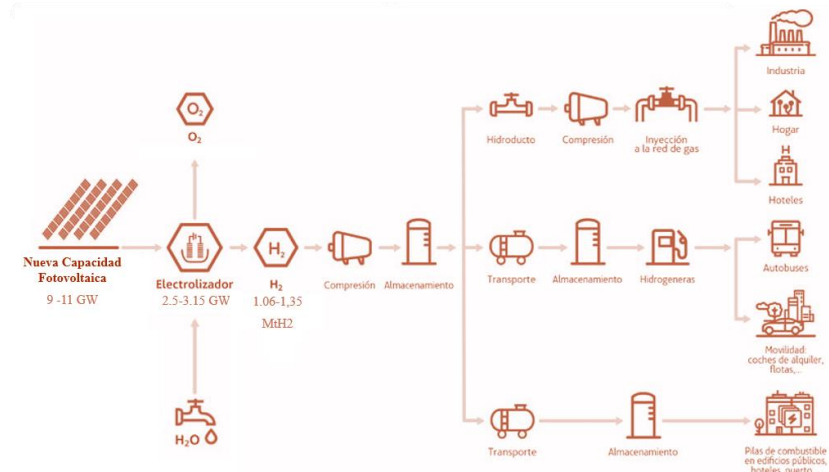 Industria
O₂
O₂
Hidroducto
Compresión
Inyección
a la red de gas
Hogar
H
Hoteles
Nueva Capacidad
Fotovoltaica
9 -11 GW
Electrolizador
2.5-3.15 GW
H₂
H₂
1.06-1,35
MtH2
Compresión
Almacenamiento
Transporte
Almacenamiento
Hidrogeneras
Autobuses
Movilidad:
coches de alquiler,
flotas,...
H₂O
Transporte
Almacenamiento
Pilas de combustible
en edificios públicos,
hoteles, puerto